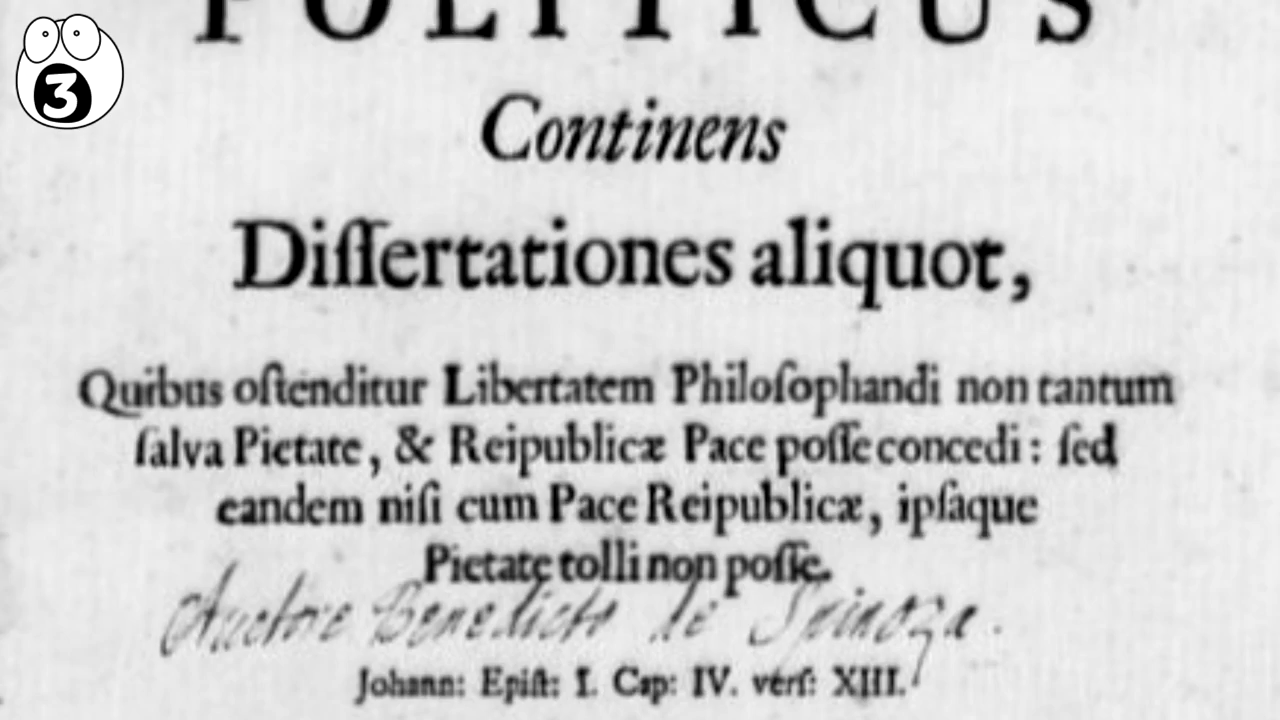 3
POLITICUS
Continens
Diſſertationes aliquot,
Quibus oſtenditur Libertatem Philoſophandi non tantum
ſalva Pietate, & Reipublicæ Pace poſſe concedi: ſed
eandem niſi cum Pace Reipublicæ, ipſâque
Pietate tolli non poſſe.
Auctore Benedicto de Spinoza.
Johann: Epiſt: I. Cap: IV. verſ: XIII.